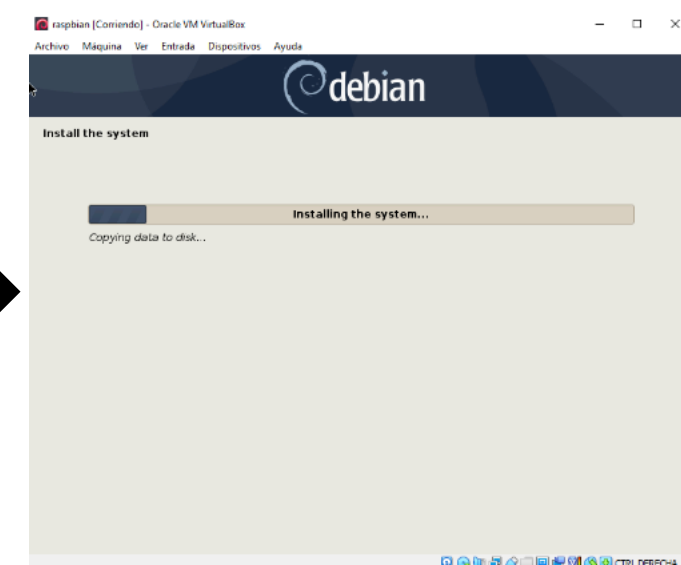 raspbian [Corriendo] - Oracle VM VirtualBox
Archivo Máquina Ver Entrada Dispositivos Ayuda
debian
Install the system
Installing the system...
Copying data to disk...
CTRL DERECHA